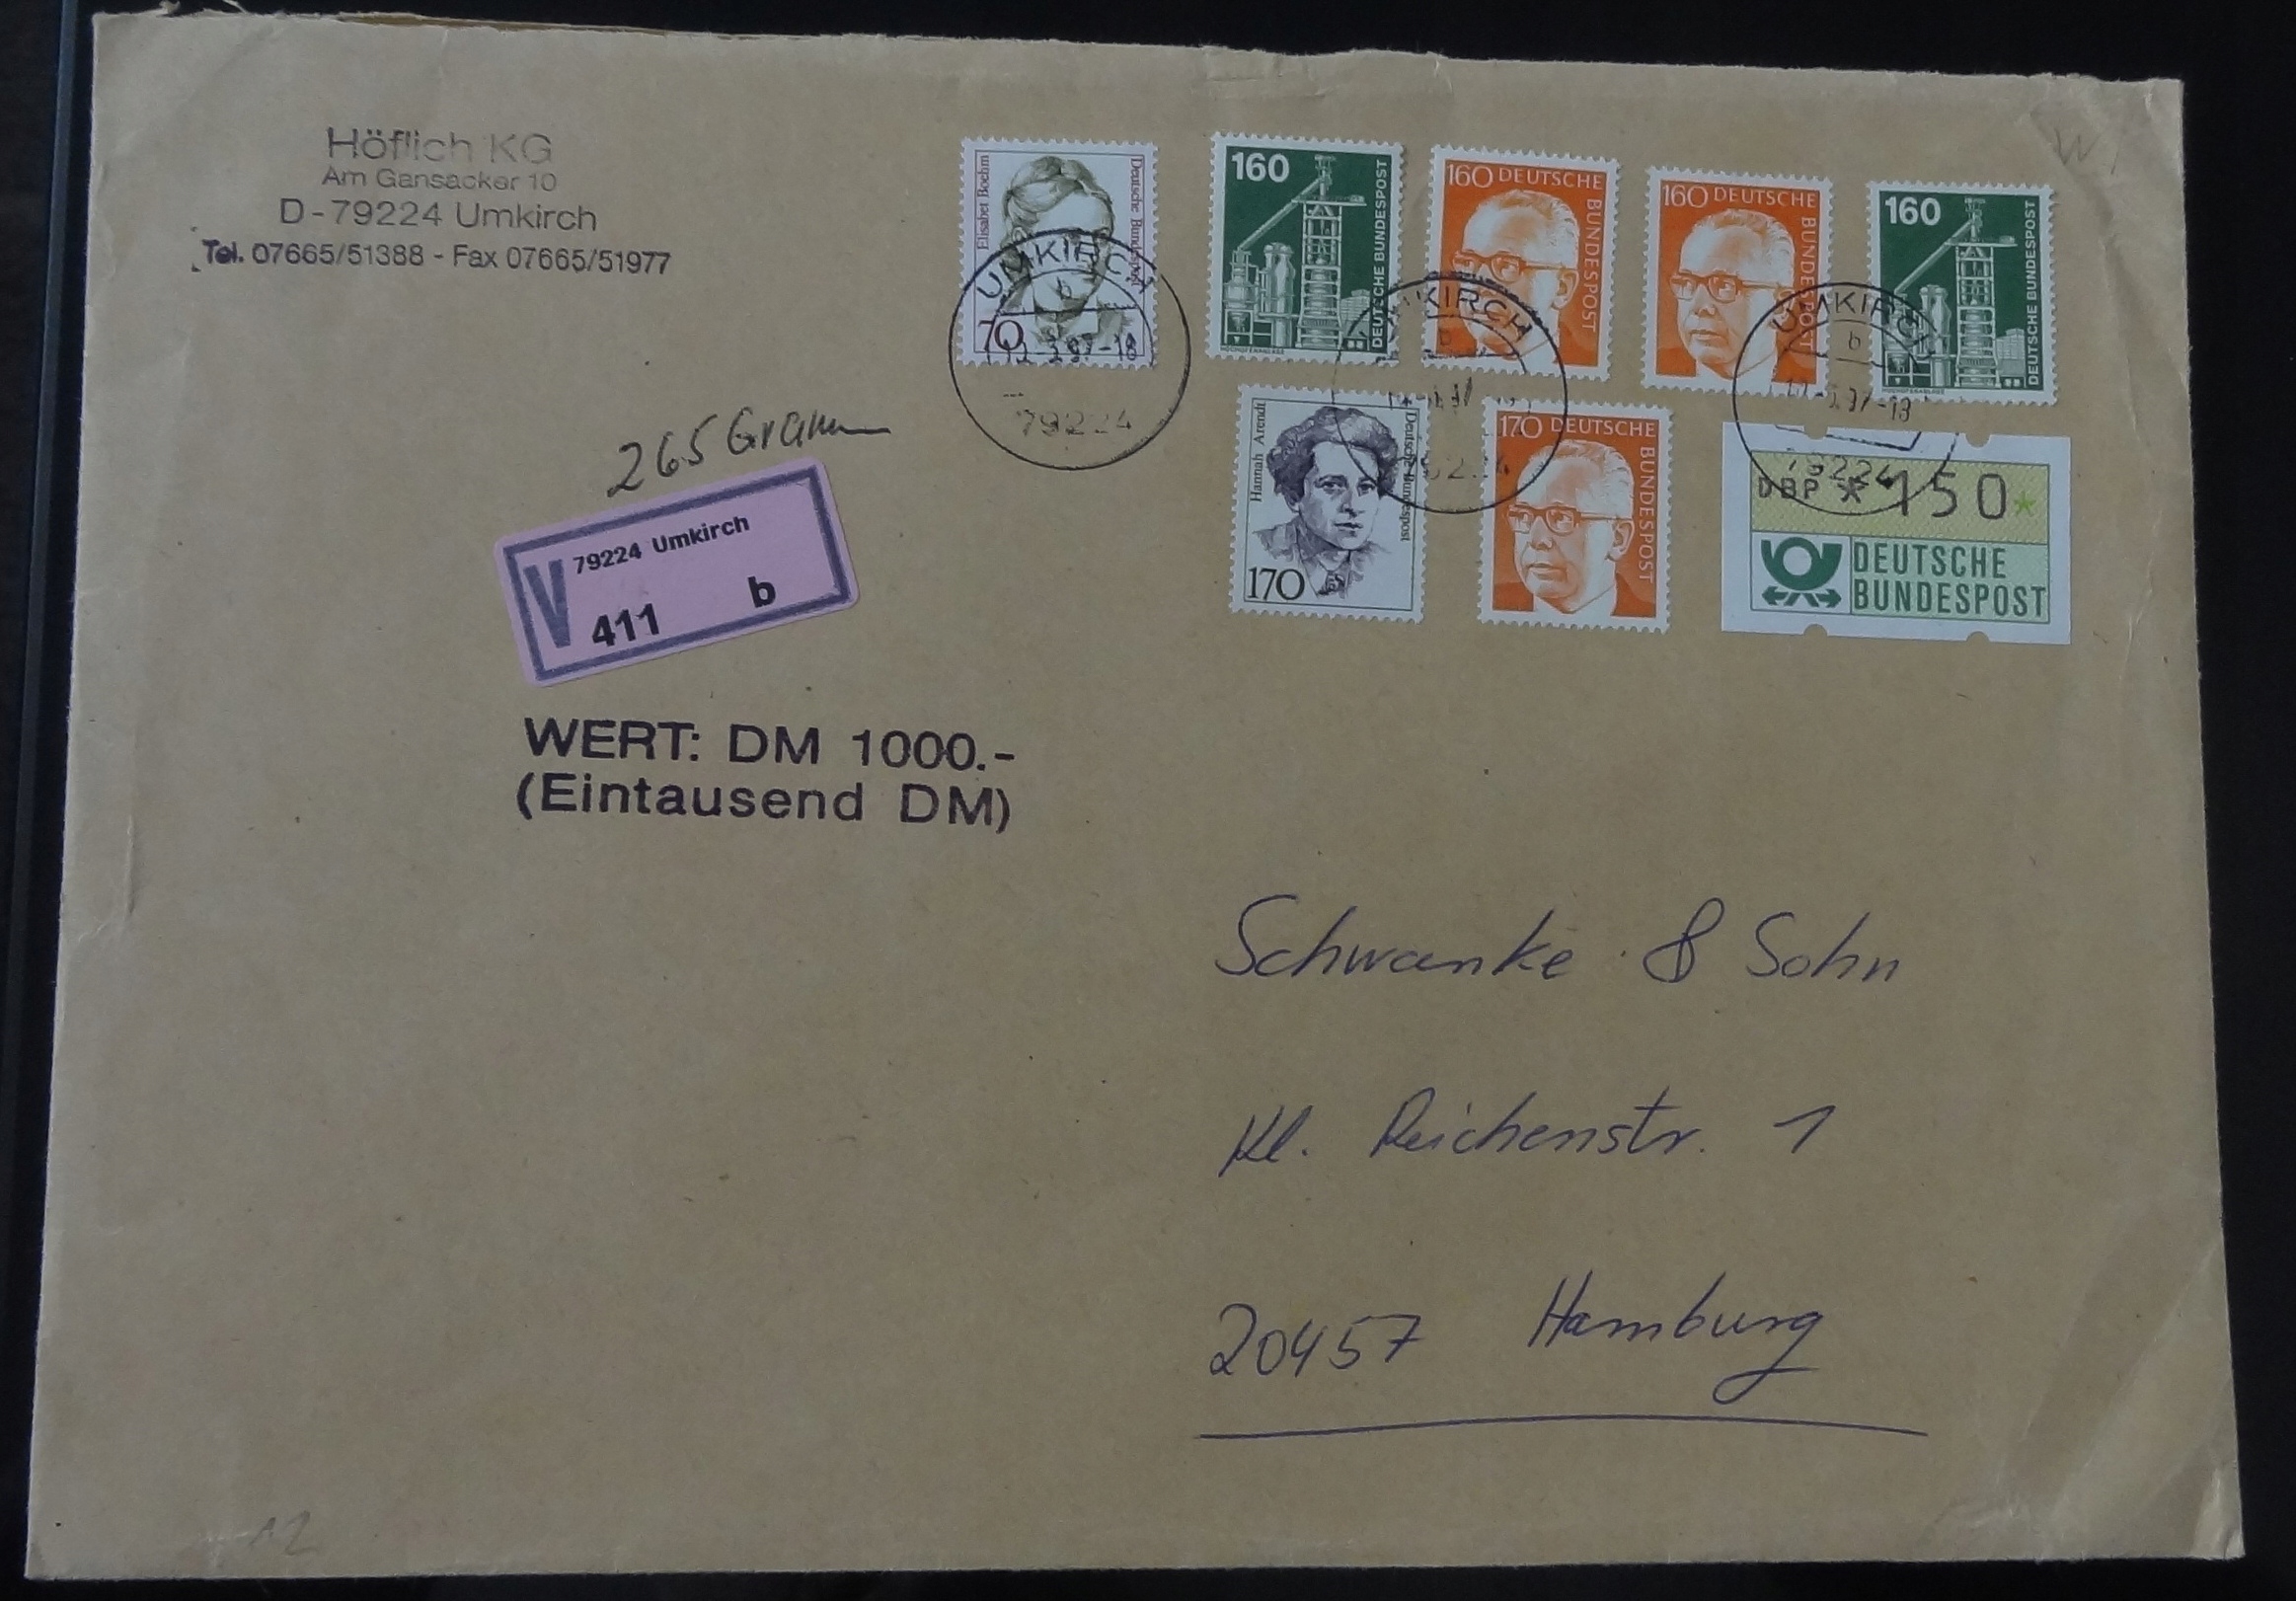 Höflich KG
Am Gansacker 10
D-79224 Umkirch
Tel. 07665/51388 - Fax 07665/51977
Elisabet Boehm
Deutsche Bundespost
70
UMKIRCH
b
79224
160
DEUTSCHE BUNDESPOST
160 DEUTSCHE BUNDESPOST
160 DEUTSCHE BUNDESPOST
160
DEUTSCHE BUNDESPOST
UMKIRCH
b
UMKIRCH
b
79224
Hannah Arendt
Deutsche Bundespost
170
170 DEUTSCHE BUNDESPOST
DBP *150*
DEUTSCHE
BUNDESPOST
265 Gramm
V 79224 Umkirch
411 b
WERT: DM 1000.-
(Eintausend DM)
Schwanke & Sohn
Kl. Reichenstr. 1
20457 Hamburg